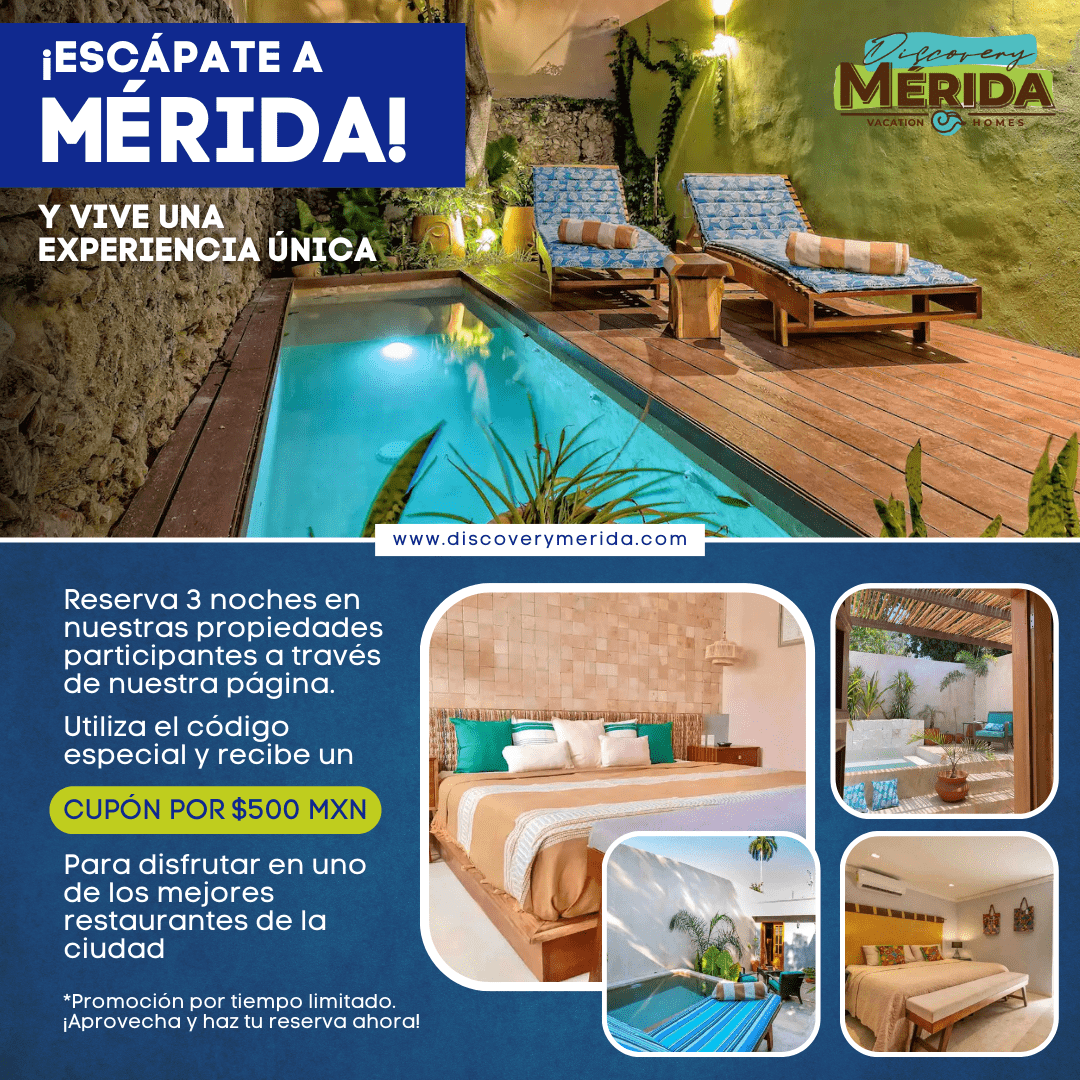 ¡ESCÁPATE A
MÉRIDA!
Y VIVE UNA
EXPERIENCIA ÚNICA
Discovery
MÉRIDA
VACATION HOMES
www.discoverymerida.com
Reserva 3 noches en
nuestras propiedades
participantes a través
de nuestra página.
Utiliza el código
especial y recibe un
CUPÓN POR $500 MXN
Para disfrutar en uno
de los mejores
restaurantes de la
ciudad
*Promoción por tiempo limitado.
¡Aprovecha y haz tu reserva ahora!